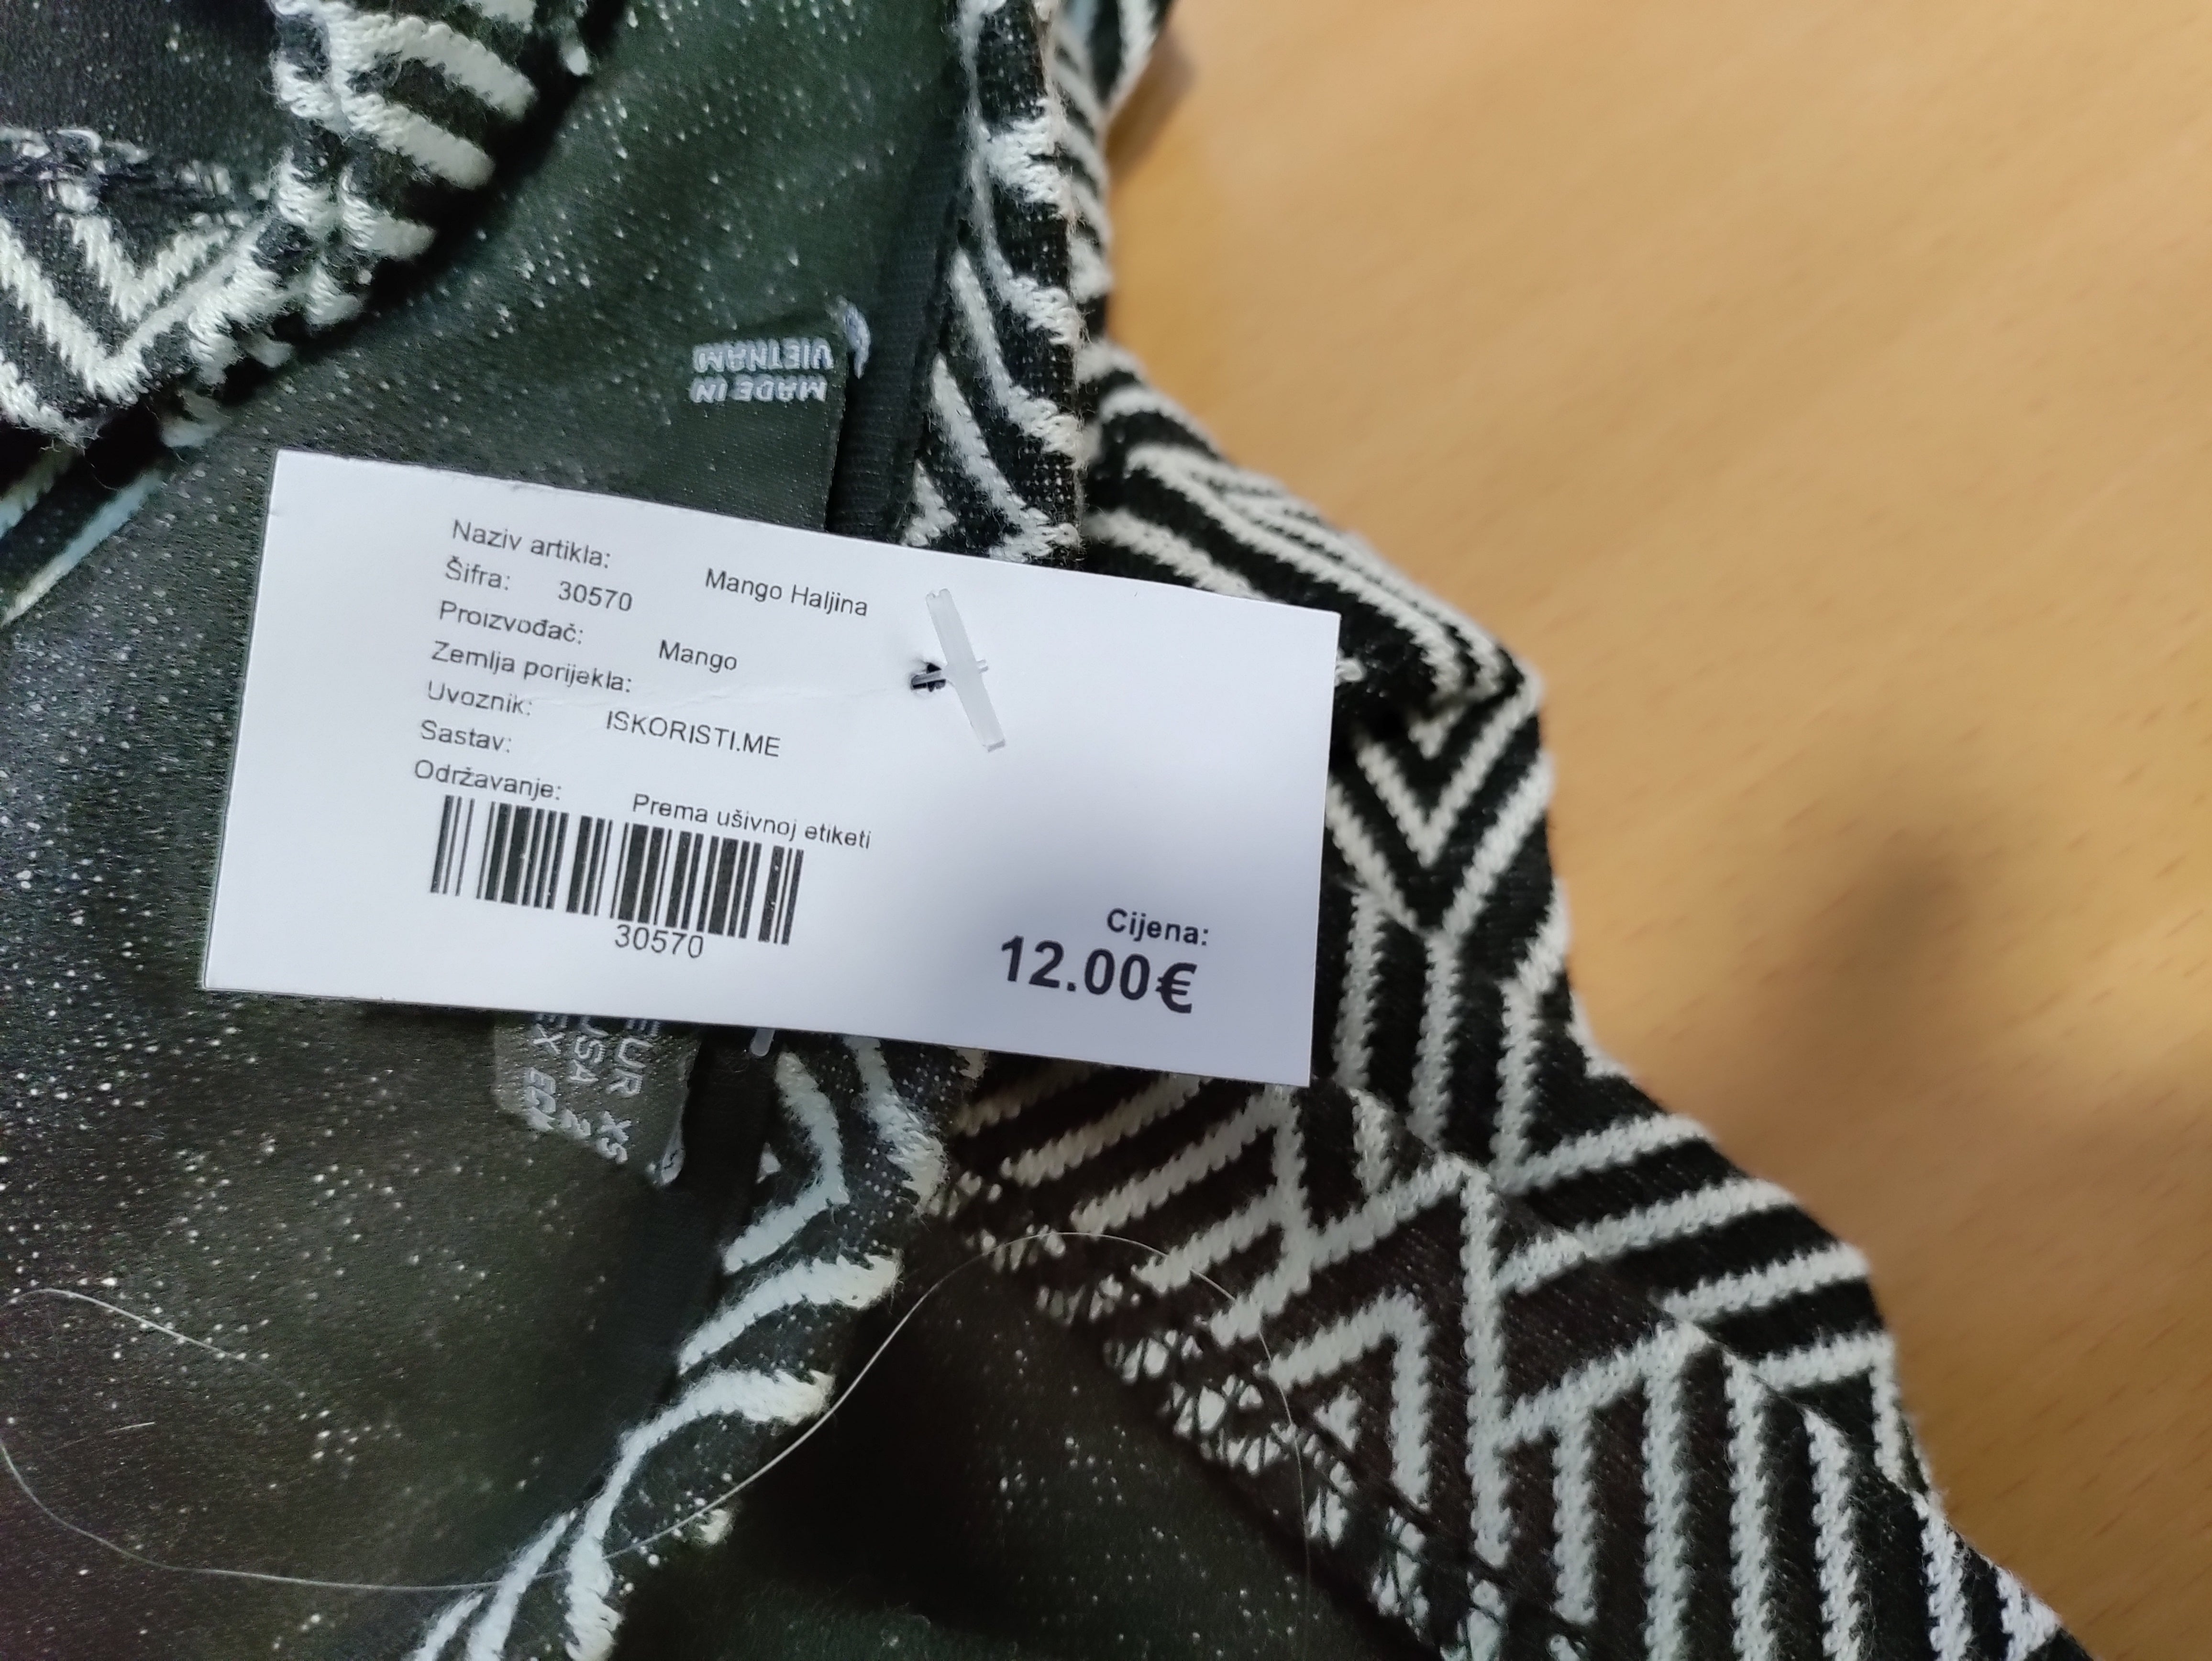 MADE IN
VIETNAM
Naziv artikla: Mango Haljina
Šifra: 30570
Proizvođač: Mango
Zemlja porijekla:
Uvoznik: ISKORISTI.ME
Sastav:
Održavanje: Prema ušivnoj etiketi
30570
Cijena:
12.00€
EUR XS
USA